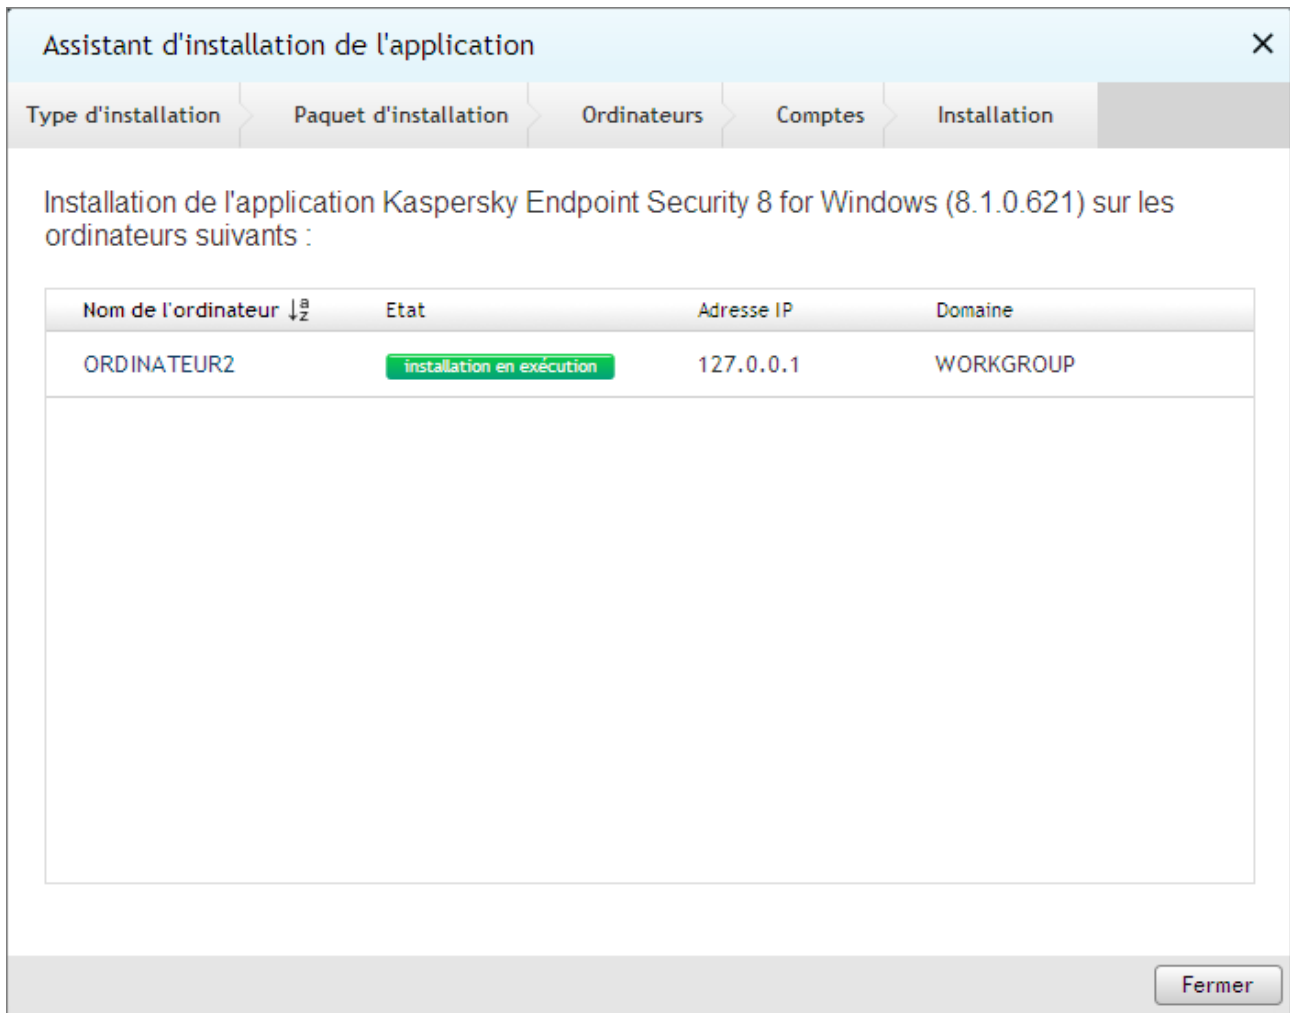 Assistant d'installation de l'application
Type d'installation Paquet d'installation Ordinateurs Comptes Installation
Installation de l'application Kaspersky Endpoint Security 8 for Windows (8.1.0.621) sur les
ordinateurs suivants :
Nom de l'ordinateur Etat Adresse IP Domaine
ORDINATEUR2 installation en exécution 127.0.0.1 WORKGROUP
Fermer